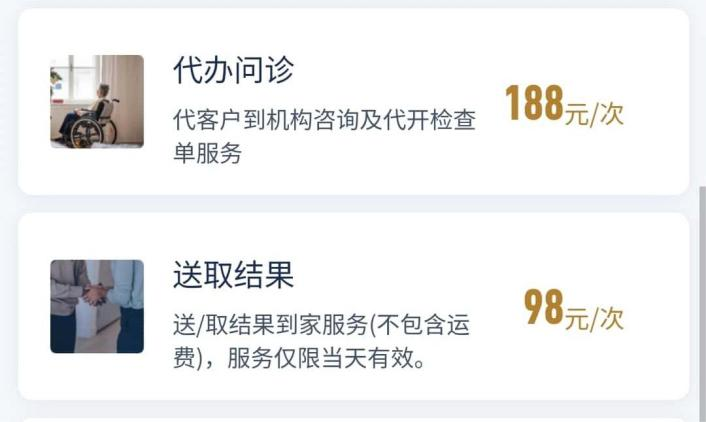 代办问诊
代客户到机构咨询及代开检查
单服务
188元/次
送取结果
送/取结果到家服务(不包含运
费)，服务仅限当天有效。
98元/次